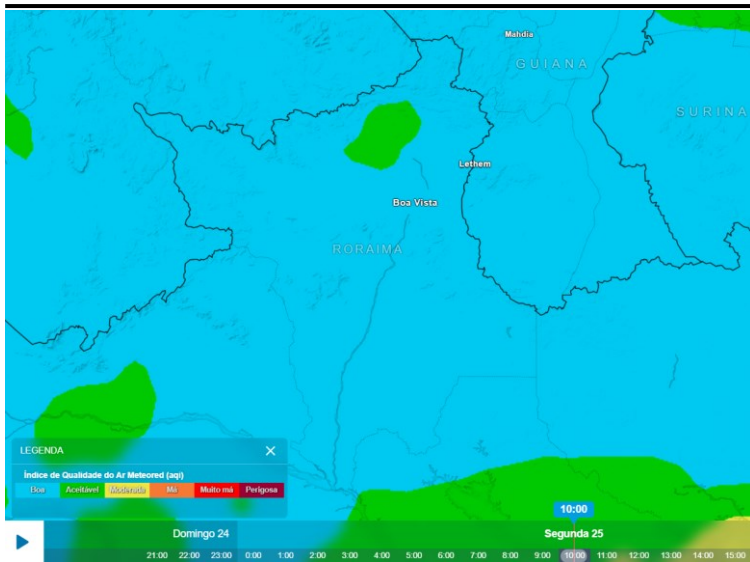 Mahdia
GUIANA
SURINA
Lethem
Boa Vista
RORAIMA
LEGENDA
Índice de Qualidade do Ar Meteored (aqi)
Boa Aceitável Moderada Má Muito má Perigosa
10:00
Domingo 24 Segunda 25
21:00 22:00 23:00 0:00 1:00 2:00 3:00 4:00 5:00 6:00 7:00 8:00 9:00 10:00 11:00 12:00 13:00 14:00 15:00